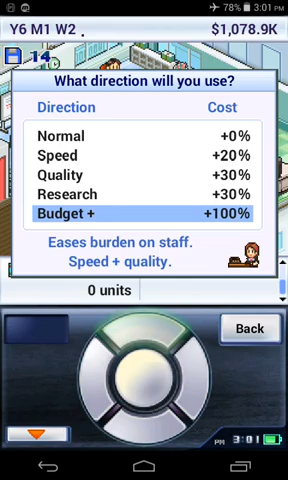 78% 3:01 PM
Y6 M1 W2 $1,078.9K
14
What direction will you use?
Direction Cost
Normal +0%
Speed +20%
Quality +30%
Research +30%
Budget + +100%
Eases burden on staff.
Speed + quality.
0 units
Back
PM 3:01